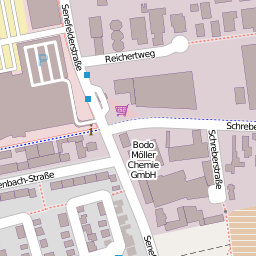 Senefelderstraße
Reichertweg
Schrebe
Bodo
Möller
Chemie
GmbH
Schreberstraße
enbach-Straße
Sene